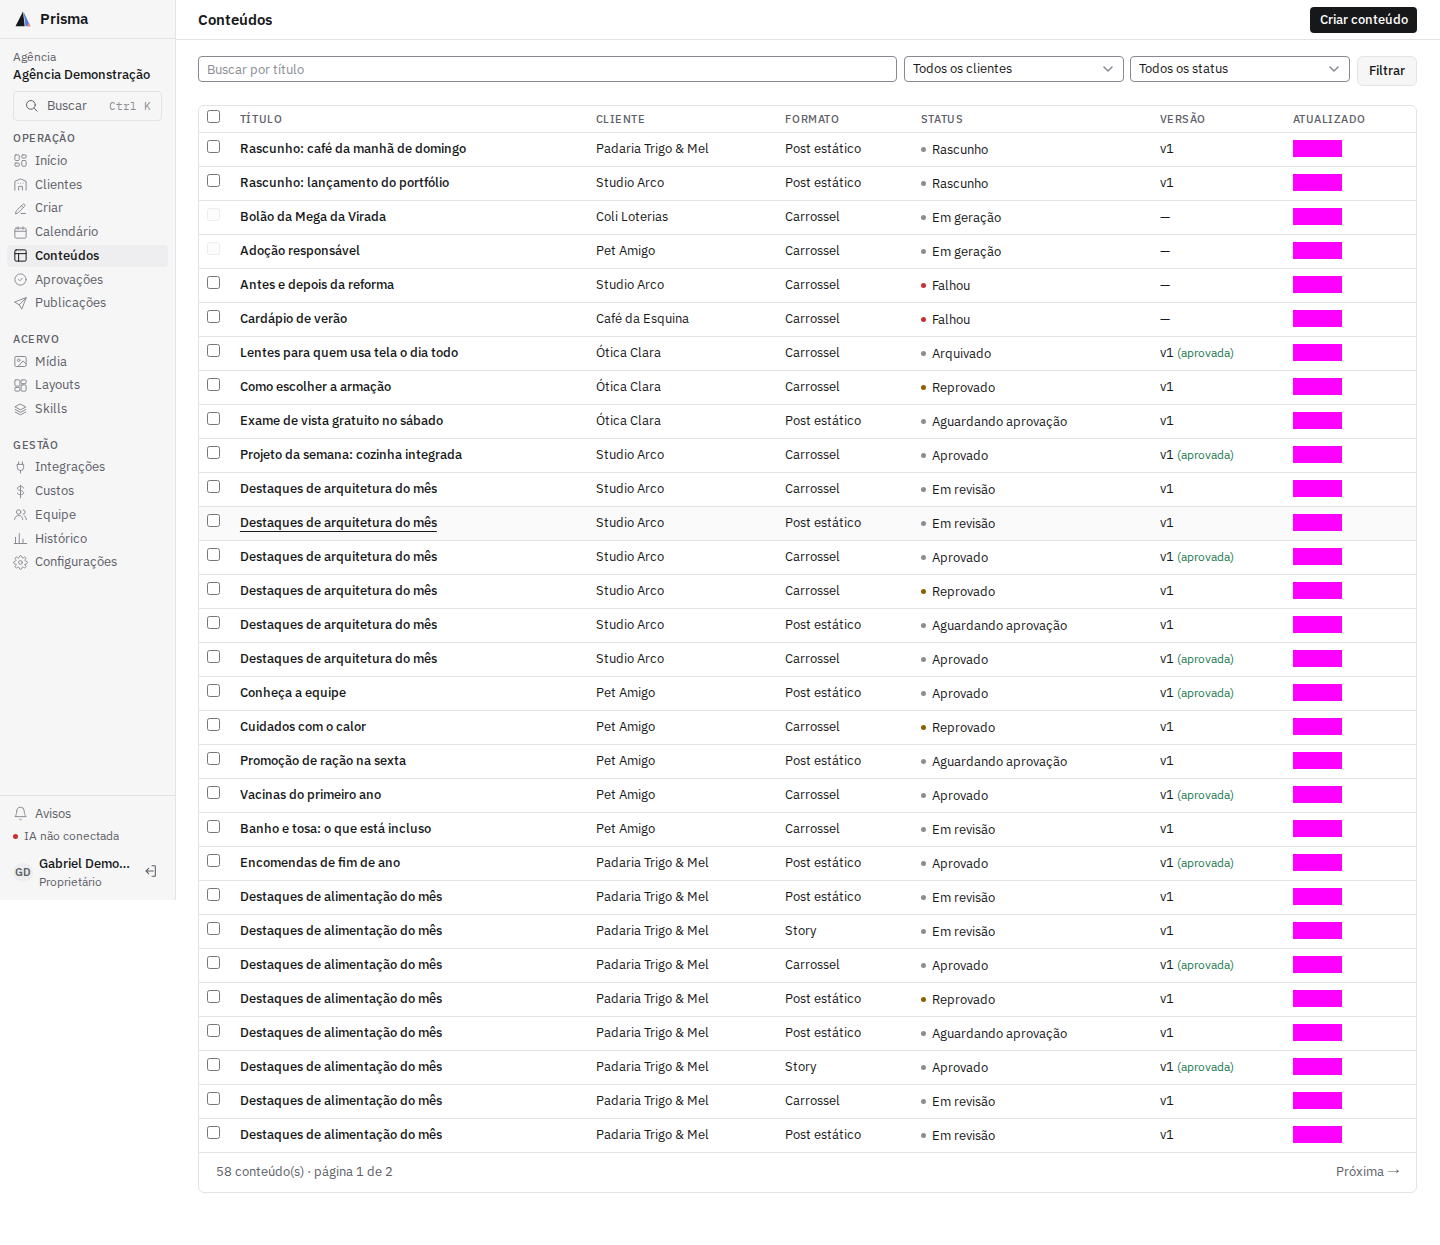 Prisma
Agência
Agência Demonstração
Buscar Ctrl K
OPERAÇÃO
Início
Clientes
Criar
Calendário
Conteúdos
Aprovações
Publicações
ACERVO
Mídia
Layouts
Skills
GESTÃO
Integrações
Custos
Equipe
Histórico
Configurações
Avisos
IA não conectada
GD Gabriel Demo...
Proprietário
Conteúdos Criar conteúdo
Buscar por título Todos os clientes Todos os status Filtrar
TÍTULO CLIENTE FORMATO STATUS VERSÃO ATUALIZADO
Rascunho: café da manhã de domingo Padaria Trigo & Mel Post estático Rascunho v1
Rascunho: lançamento do portfólio Studio Arco Post estático Rascunho v1
Bolão da Mega da Virada Coli Loterias Carrossel Em geração —
Adoção responsável Pet Amigo Carrossel Em geração —
Antes e depois da reforma Studio Arco Carrossel Falhou —
Cardápio de verão Café da Esquina Carrossel Falhou —
Lentes para quem usa tela o dia todo Ótica Clara Carrossel Arquivado v1 (aprovada)
Como escolher a armação Ótica Clara Carrossel Reprovado v1
Exame de vista gratuito no sábado Ótica Clara Post estático Aguardando aprovação v1
Projeto da semana: cozinha integrada Studio Arco Carrossel Aprovado v1 (aprovada)
Destaques de arquitetura do mês Studio Arco Carrossel Em revisão v1
Destaques de arquitetura do mês Studio Arco Post estático Em revisão v1
Destaques de arquitetura do mês Studio Arco Carrossel Aprovado v1 (aprovada)
Destaques de arquitetura do mês Studio Arco Carrossel Reprovado v1
Destaques de arquitetura do mês Studio Arco Post estático Aguardando aprovação v1
Destaques de arquitetura do mês Studio Arco Carrossel Aprovado v1 (aprovada)
Conheça a equipe Pet Amigo Post estático Aprovado v1 (aprovada)
Cuidados com o calor Pet Amigo Carrossel Reprovado v1
Promoção de ração na sexta Pet Amigo Post estático Aguardando aprovação v1
Vacinas do primeiro ano Pet Amigo Carrossel Aprovado v1 (aprovada)
Banho e tosa: o que está incluso Pet Amigo Carrossel Em revisão v1
Encomendas de fim de ano Padaria Trigo & Mel Post estático Aprovado v1 (aprovada)
Destaques de alimentação do mês Padaria Trigo & Mel Post estático Em revisão v1
Destaques de alimentação do mês Padaria Trigo & Mel Story Em revisão v1
Destaques de alimentação do mês Padaria Trigo & Mel Carrossel Aprovado v1 (aprovada)
Destaques de alimentação do mês Padaria Trigo & Mel Post estático Reprovado v1
Destaques de alimentação do mês Padaria Trigo & Mel Post estático Aguardando aprovação v1
Destaques de alimentação do mês Padaria Trigo & Mel Story Aprovado v1 (aprovada)
Destaques de alimentação do mês Padaria Trigo & Mel Carrossel Em revisão v1
Destaques de alimentação do mês Padaria Trigo & Mel Post estático Em revisão v1
58 conteúdo(s) · página 1 de 2 Próxima →